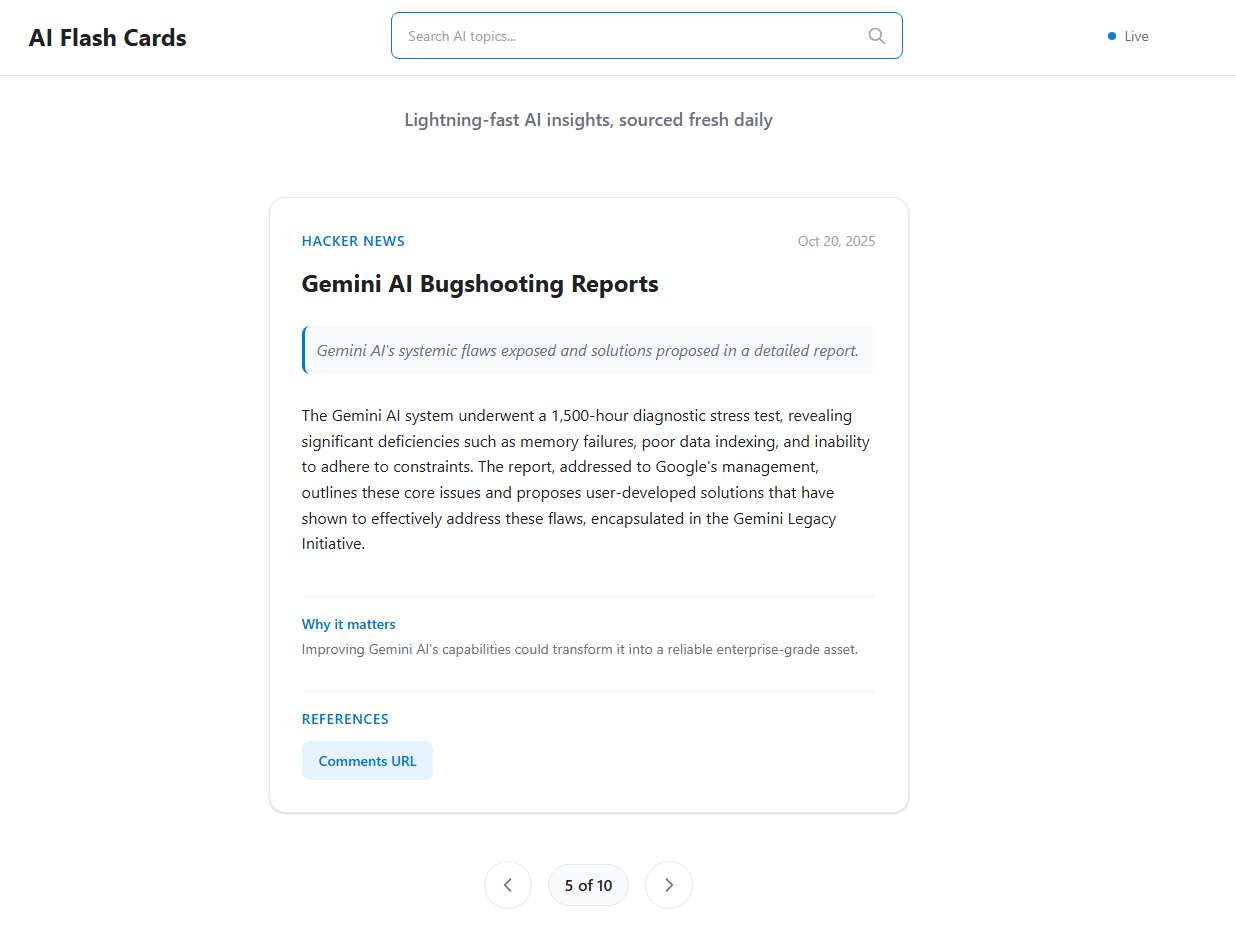 AI Flash Cards
Search AI topics...
Live
Lightning-fast AI insights, sourced fresh daily
HACKER NEWS
Oct 20, 2025
Gemini AI Bugshooting Reports
Gemini AI's systemic flaws exposed and solutions proposed in a detailed report.
The Gemini AI system underwent a 1,500-hour diagnostic stress test, revealing
significant deficiencies such as memory failures, poor data indexing, and inability
to adhere to constraints. The report, addressed to Google's management,
outlines these core issues and proposes user-developed solutions that have
shown to effectively address these flaws, encapsulated in the Gemini Legacy
Initiative.
Why it matters
Improving Gemini AI's capabilities could transform it into a reliable enterprise-grade asset.
REFERENCES
Comments URL
5 of 10